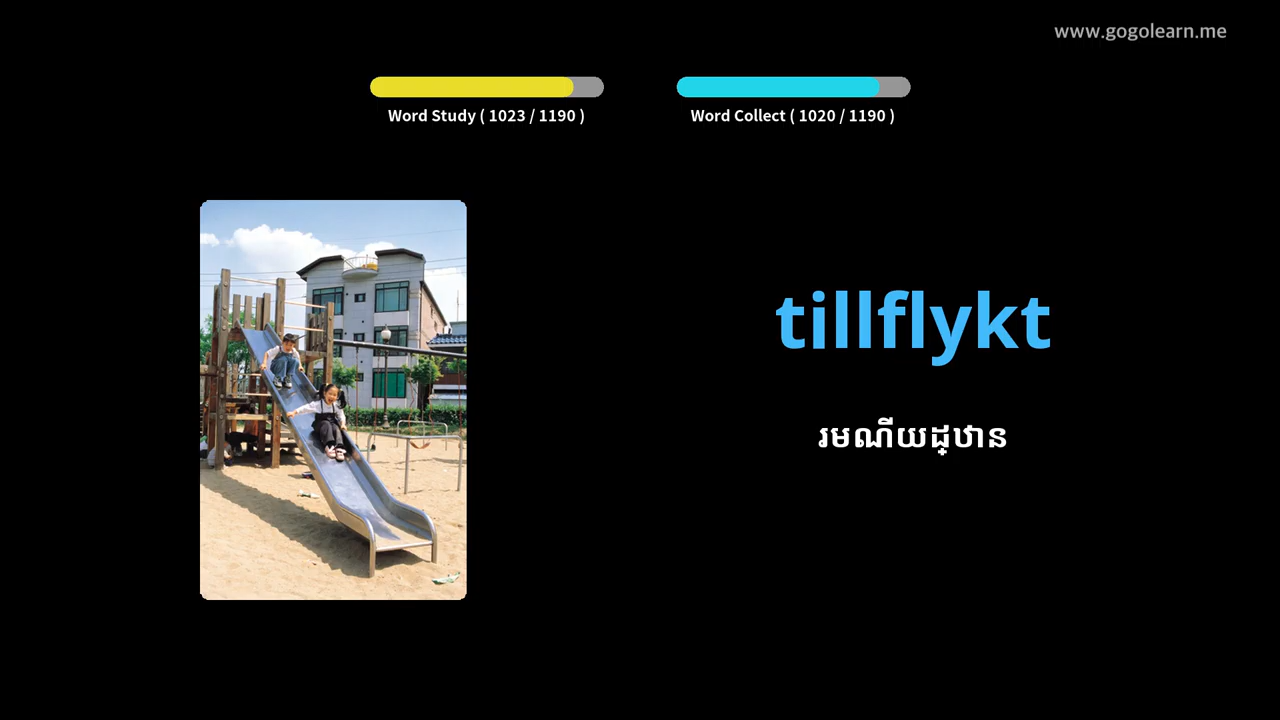 www.gogolearn.me
Word Study ( 1023 / 1190 )
Word Collect ( 1020 / 1190 )
tillflykt
រមណីយដ្ឋាន